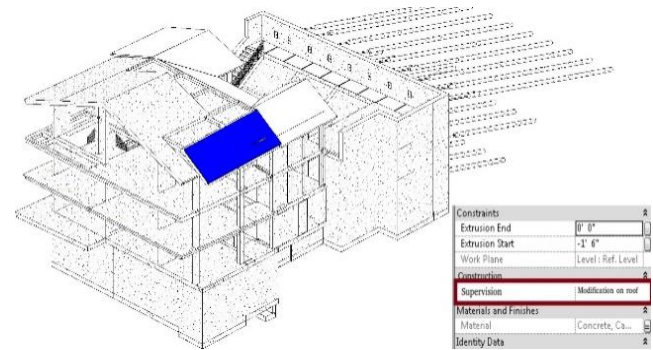 Constraints
Extrusion End 0' 0"
Extrusion Start -1' 6"
Work Plane Level : Ref. Level
Construction
Supervision Modification on roof
Materials and Finishes
Material Concrete, Ca...
Identity Data